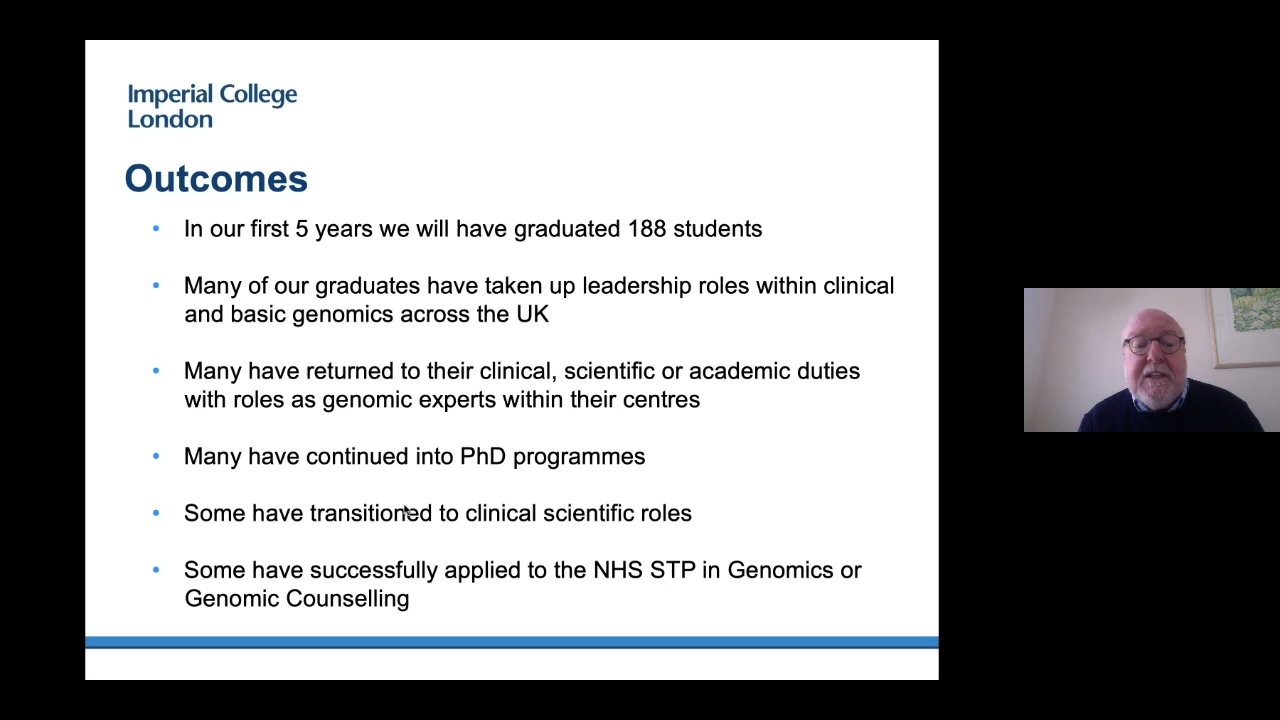 Imperial College
London
Outcomes
• In our first 5 years we will have graduated 188 students
• Many of our graduates have taken up leadership roles within clinical
and basic genomics across the UK
• Many have returned to their clinical, scientific or academic duties
with roles as genomic experts within their centres
• Many have continued into PhD programmes
• Some have transitioned to clinical scientific roles
• Some have successfully applied to the NHS STP in Genomics or
Genomic Counselling